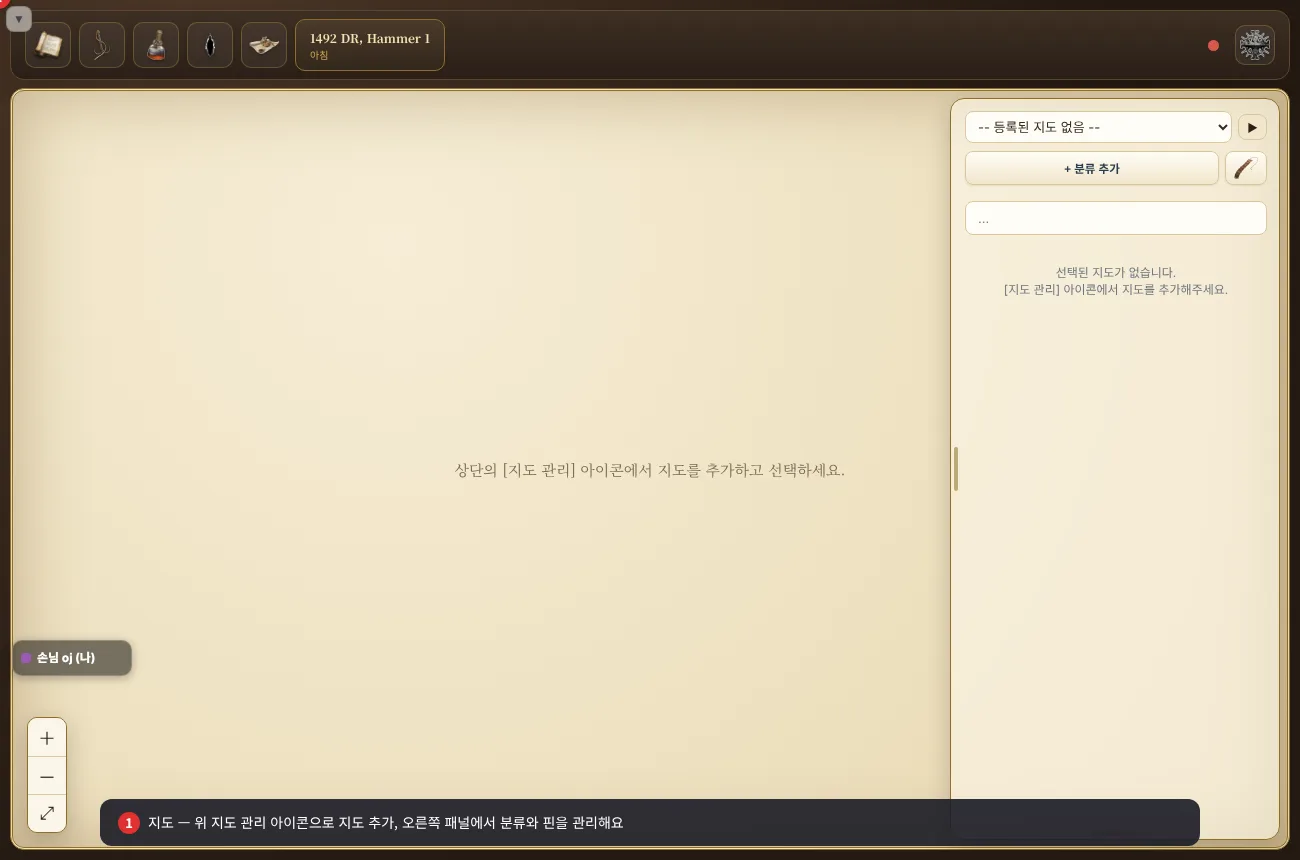 1492 DR, Hammer 1
아침
-- 등록된 지도 없음 --
+ 분류 추가
...
선택된 지도가 없습니다.
[지도 관리] 아이콘에서 지도를 추가해주세요.
상단의 [지도 관리] 아이콘에서 지도를 추가하고 선택하세요.
손님 oj (나)
1 지도 — 위 지도 관리 아이콘으로 지도 추가, 오른쪽 패널에서 분류와 핀을 관리해요